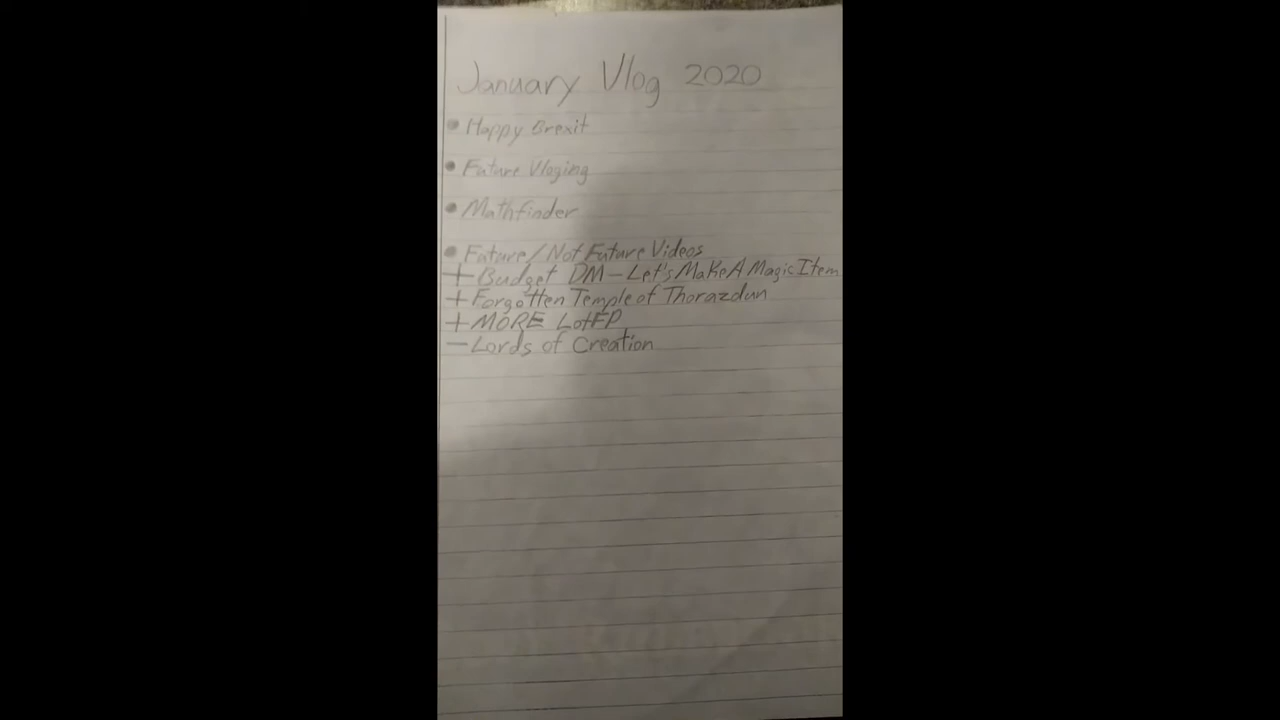 January Vlog 2020
• Happy Brexit
• Future Vloging
• Mathfinder
• Future/Not Future Videos
+ Budget DM - Let's Make A Magic Item
+ Forgotten Temple of Thorazdun
+ MORE LotFP
- Lords of Creation